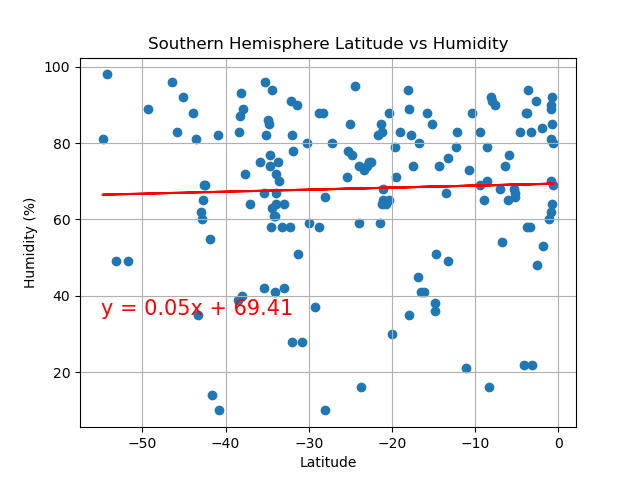 Southern Hemisphere Latitude vs Humidity
100
80
60
40
20
Humidity (%)
y = 0.05x + 69.41
−50 −40 −30 −20 −10 0
Latitude